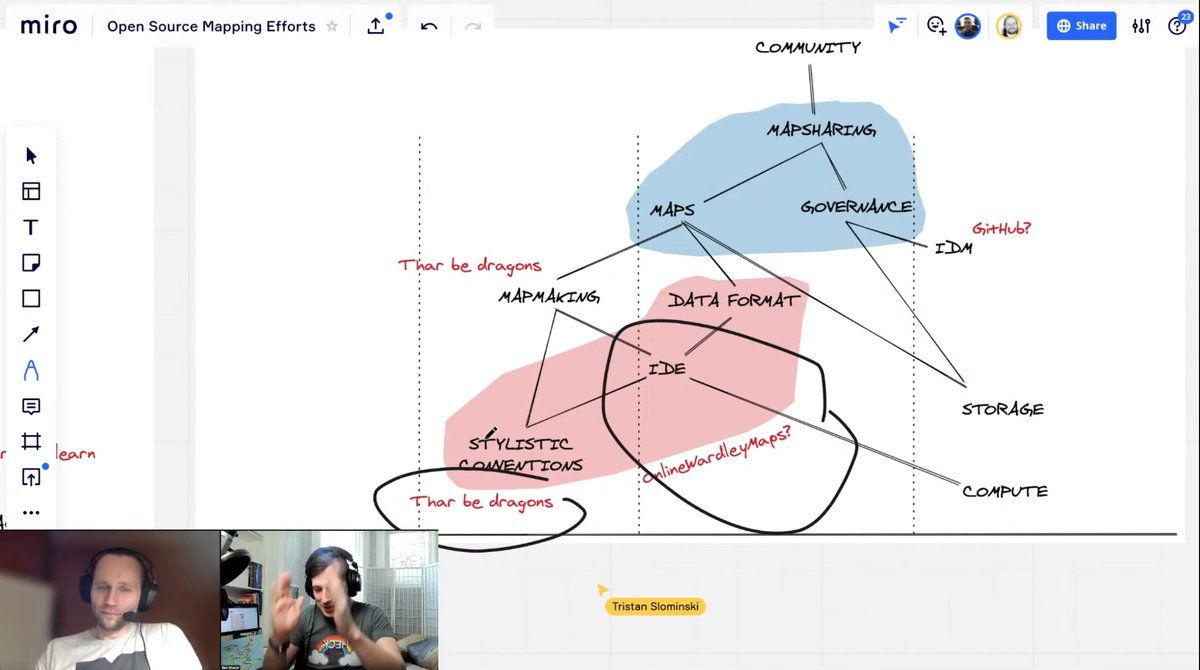 miro
Open Source Mapping Efforts
Share
23
COMMUNITY
MAPSHARING
MAPS
GOVERNANCE
GitHub?
IDM
Thar be dragons
MAPMAKING
DATA FORMAT
IDE
STORAGE
STYLISTIC
CONVENTIONS
OnlineWardleyMaps?
learn
Thar be dragons
COMPUTE
HECK
Tristan Slominski